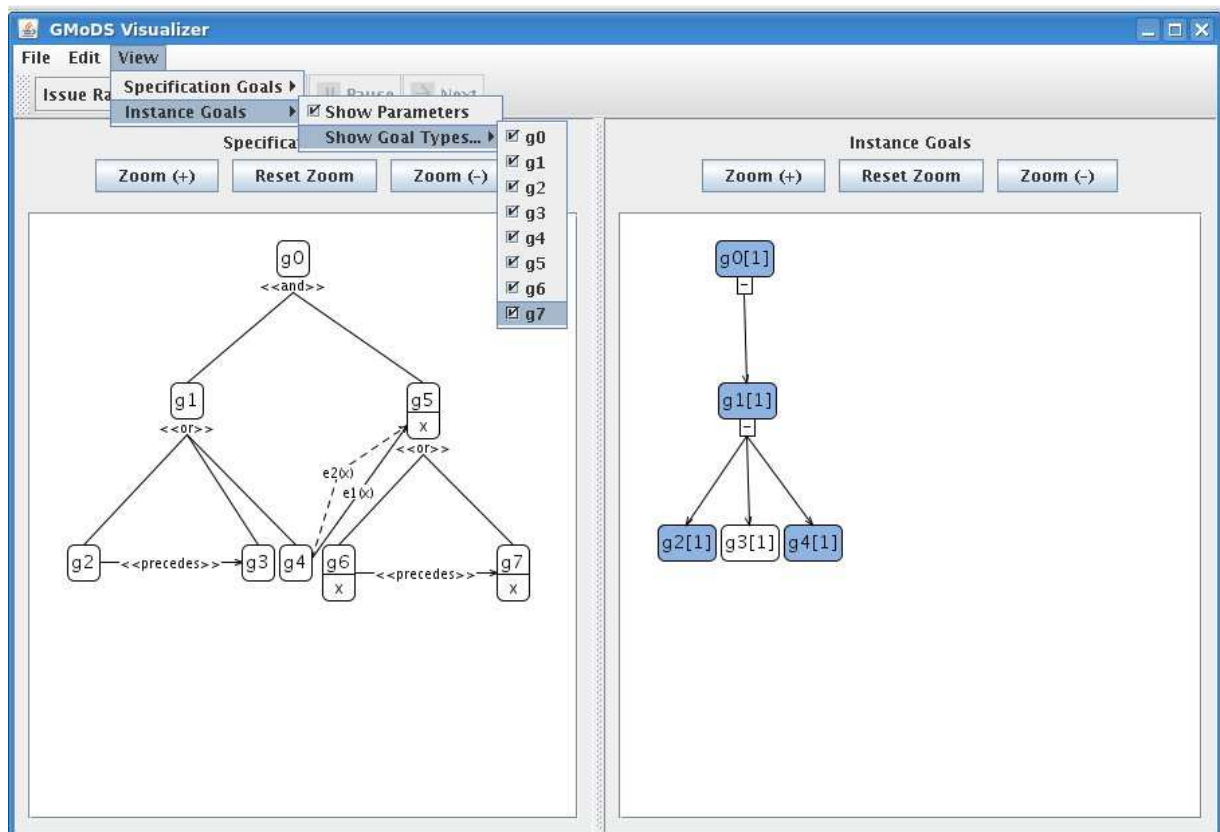 GMoDS Visualizer
File Edit View
Issue Ra
Pause Next
Specification Goals
Instance Goals
Show Parameters
Show Goal Types...
g0
g1
g2
g3
g4
g5
g6
g7
Specifica
Zoom (+) Reset Zoom Zoom (-)
g0
<<and>>
g1
<<or>>
g5
x
<<or>>
e2(x)
e1(x)
g2
<<precedes>>
g3
g4
g6
x
<<precedes>>
g7
x
Instance Goals
Zoom (+) Reset Zoom Zoom (-)
g0[1]
-
g1[1]
-
g2[1] g3[1] g4[1]